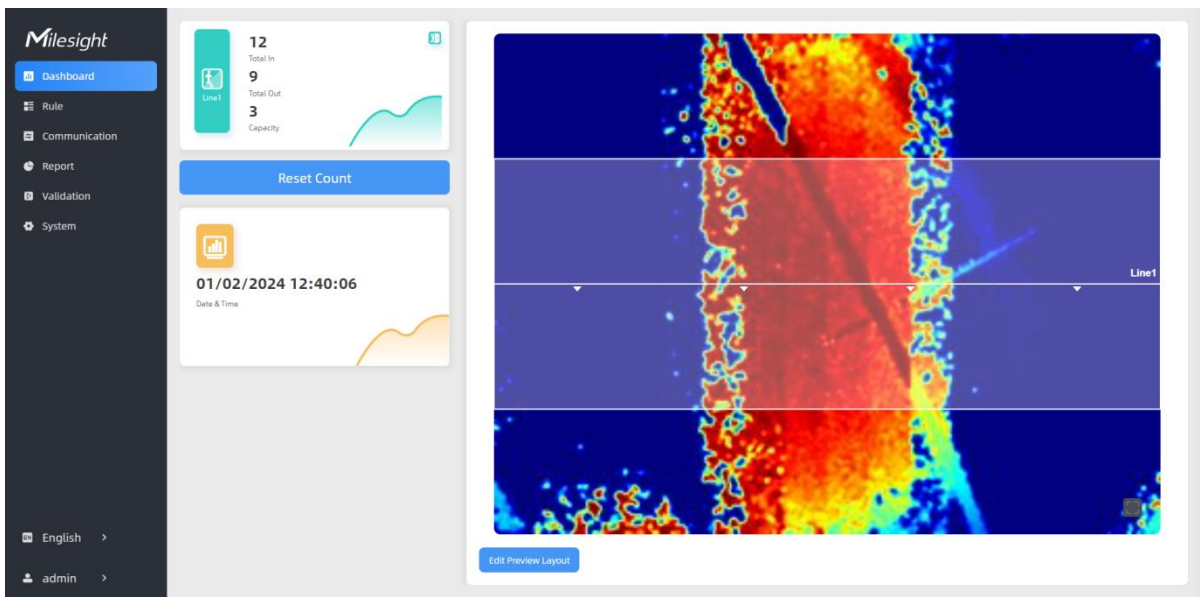 Milesight
Dashboard
Rule
Communication
Report
Validation
System
EN English >
admin >
Line1
12
Total In
9
Total Out
3
Capacity
Reset Count
01/02/2024 12:40:06
Date & Time
Line1
Edit Preview Layout